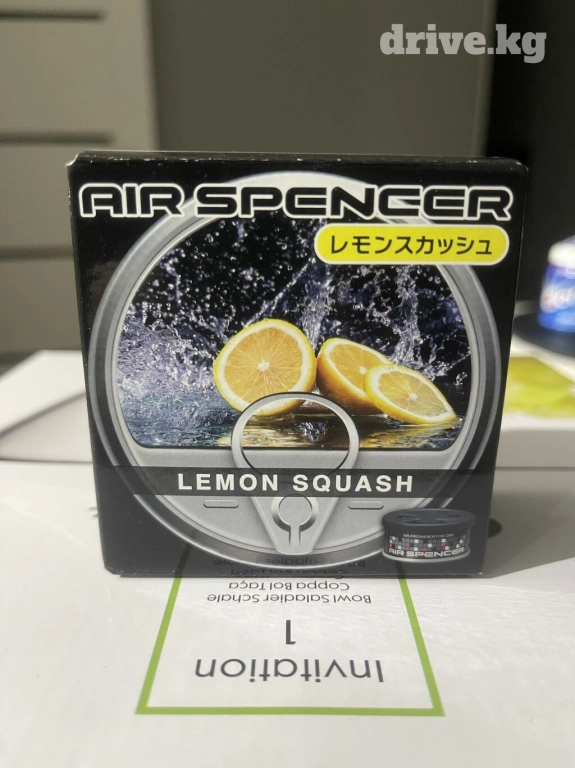 drive.kg
AIR SPENCER
レモンスカッシュ
LEMON SQUASH
AIR SPENCER
Coppa Bol Taça
Bowl Saladier Schale
1
Invitation